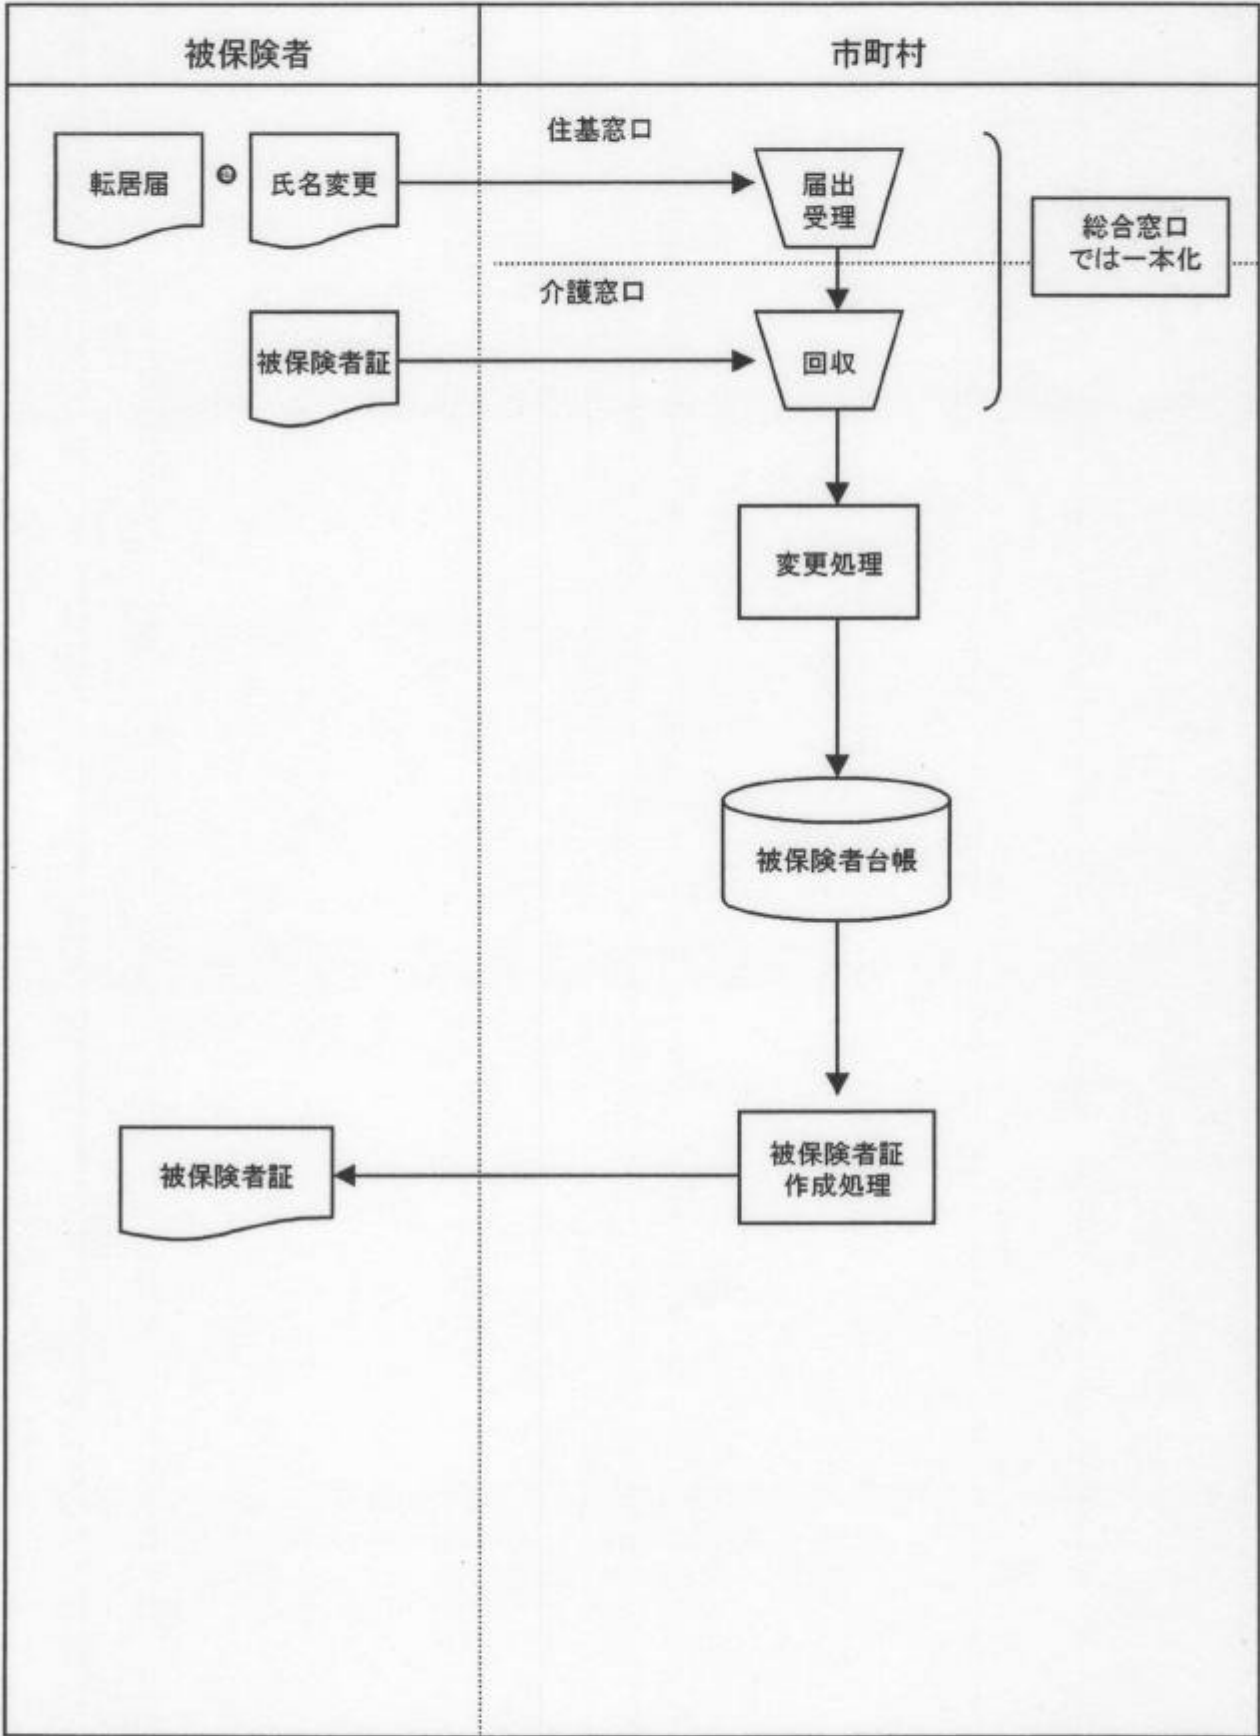 被保険者
市町村
住基窓口
転居届
氏名変更
届出
受理
総合窓口
では一本化
介護窓口
被保険者証
回収
変更処理
被保険者台帳
被保険者証
作成処理
被保険者証